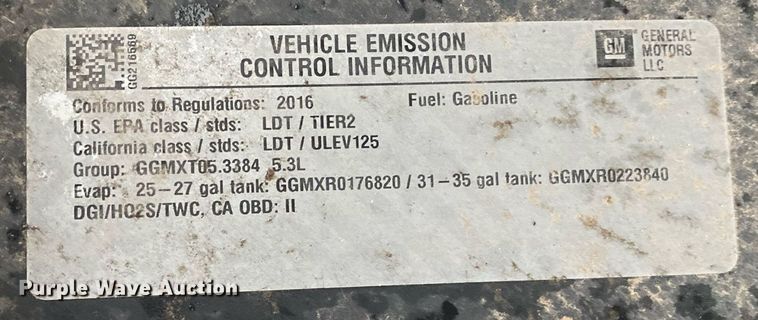 GG216569
VEHICLE EMISSION
CONTROL INFORMATION
GM
GENERAL
MOTORS
LLC
Conforms to Regulations: 2016 Fuel: Gasoline
U.S. EPA class / stds: LDT / TIER2
California class / stds: LDT / ULEV125
Group: GGMXT05.3384 5.3L
Evap: 25-27 gal tank: GGMXR0176820 / 31-35 gal tank: GGMXR0223840
DGI/HO2S/TWC, CA OBD: II
Purple Wave Auction